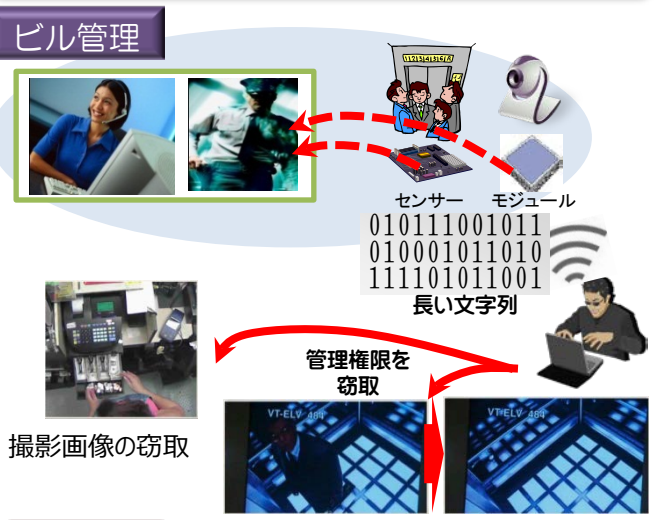 ビル管理
センサー モジュール
010111001011
010001011010
111101011001
長い文字列
管理権限を
窃取
VT-ELV 484
VT-ELV 484
撮影画像の窃取